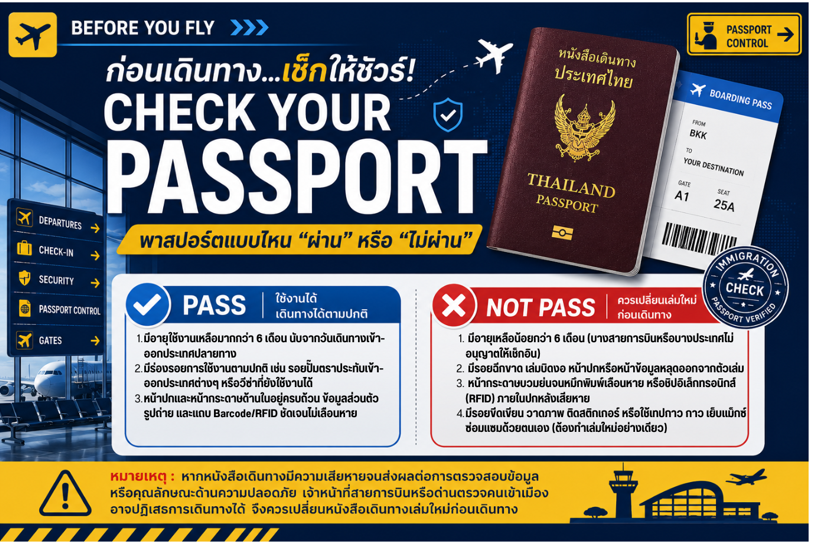 BEFORE YOU FLY
PASSPORT
CONTROL
ก่อนเดินทาง...เช็กให้ชัวร์!
CHECK YOUR
PASSPORT
พาสปอร์ตแบบไหน “ผ่าน” หรือ “ไม่ผ่าน”
หนังสือเดินทาง
ประเทศไทย
THAILAND
PASSPORT
BOARDING PASS
FROM
BKK
TO
YOUR DESTINATION
GATE
SEAT
A1
25A
DEPARTURES
CHECK-IN
SECURITY
PASSPORT CONTROL
GATES
IMMIGRATION
CHECK
PASSPORT VERIFIED
PASS
ใช้งานได้
เดินทางได้ตามปกติ
1.มีอายุใช้งานเหลือมากกว่า 6 เดือน นับจากวันเดินทางเข้า-
ออกประเทศปลายทาง
2.มีร่องรอยการใช้งานตามปกติ เช่น รอยปั๊มตราประทับเข้า-
ออกประเทศต่างๆ หรือวีซ่าที่ยังใช้งานได้
3.หน้าปกและหน้ากระดาษด้านในอยู่ครบถ้วน ข้อมูลส่วนตัว
รูปถ่าย และแถบ Barcode/RFID ชัดเจนไม่เลือนหาย
NOT PASS
ควรเปลี่ยนเล่มใหม่
ก่อนเดินทาง
1. มีอายุเหลือน้อยกว่า 6 เดือน (บางสายการบินหรือบางประเทศไม่
อนุญาตให้เช็กอิน)
2. มีรอยฉีกขาด เล่มบิดงอ หน้าปกหรือหน้าข้อมูลหลุดออกจากตัวเล่ม
3. หน้ากระดาษบวมย่นจนหมึกพิมพ์เลือนหาย หรือชิปอิเล็กทรอนิกส์
(RFID) ภายในปกหลังเสียหาย
4.มีรอยขีดเขียน วาดภาพ ติดสติกเกอร์ หรือใช้เทปกาว กาว เย็บแม็กซ์
ซ่อมแซมด้วยตนเอง (ต้องทำเล่มใหม่อย่างเดียว)
หมายเหตุ : หากหนังสือเดินทางมีความเสียหายจนส่งผลต่อการตรวจสอบข้อมูล
หรือคุณลักษณะด้านความปลอดภัย เจ้าหน้าที่สายการบินหรือด่านตรวจคนเข้าเมือง
อาจปฏิเสธการเดินทางได้ จึงควรเปลี่ยนหนังสือเดินทางเล่มใหม่ก่อนเดินทาง